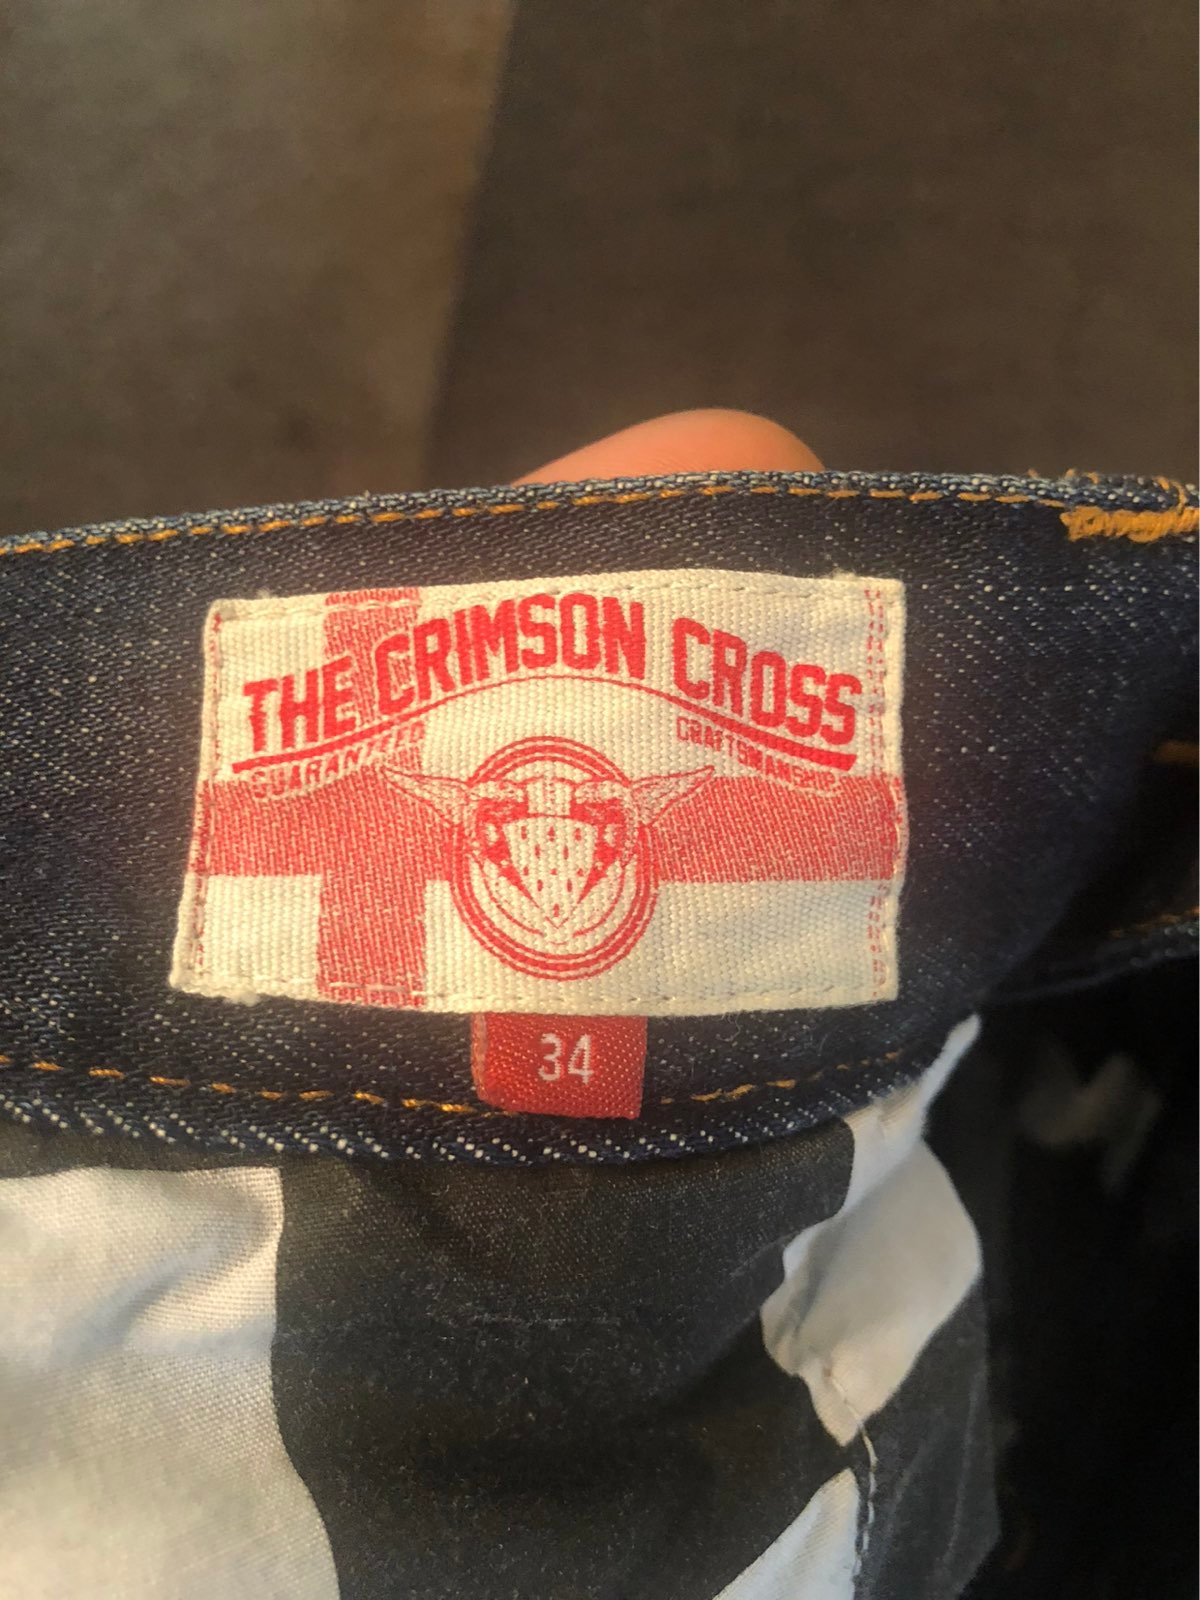 THE CRIMSON CROSS
GUARANTEED CRAFTSMANSHIP
34